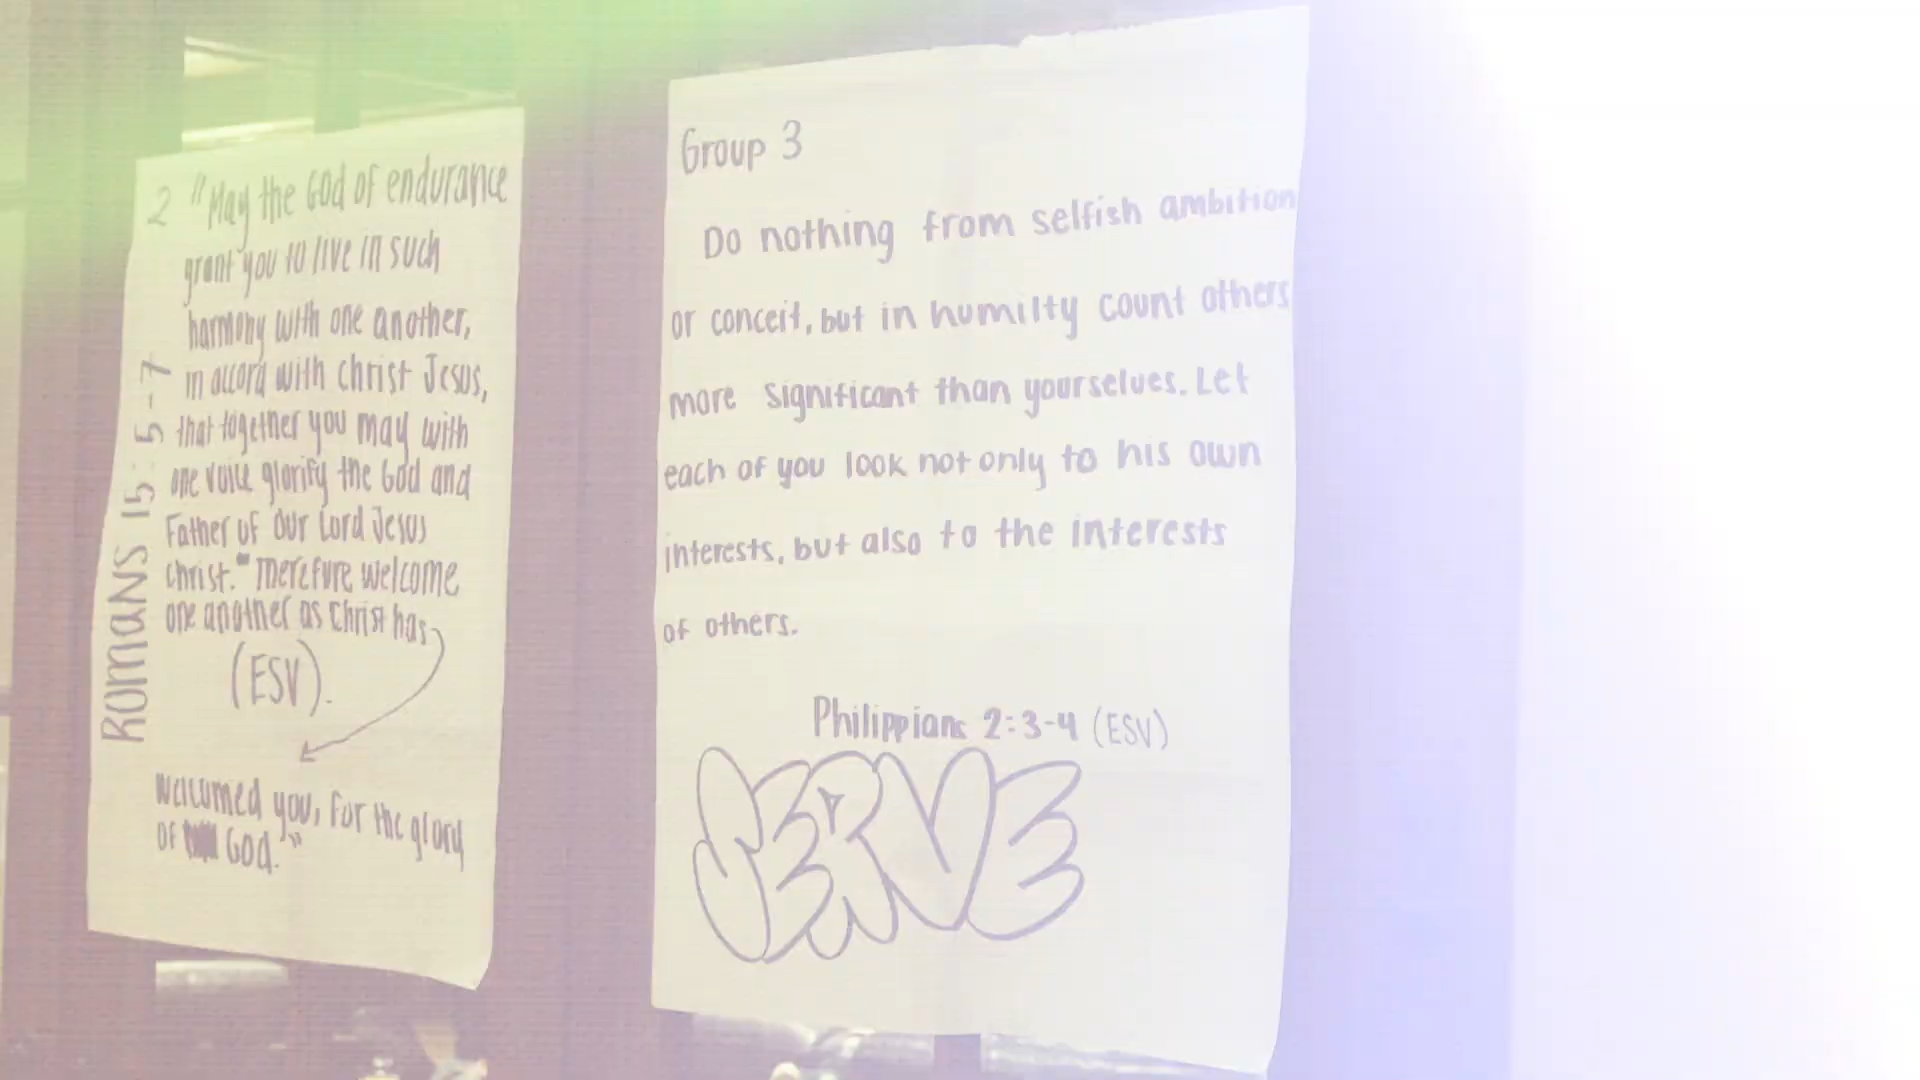 Romans 15:5-7
2 "May the God of endurance
grant you to live in such
harmony with one another,
in accord with Christ Jesus,
that together you may with
one voice glorify the God and
Father of our Lord Jesus
Christ." Therefore welcome
one another as Christ has
(ESV).
welcomed you, for the glory
of God."
Group 3
Do nothing from selfish ambition
or conceit, but in humilty count others
more significant than yourselves. Let
each of you look not only to his own
interests, but also to the interests
of others.
Philippians 2:3-4 (ESV)
SERVE